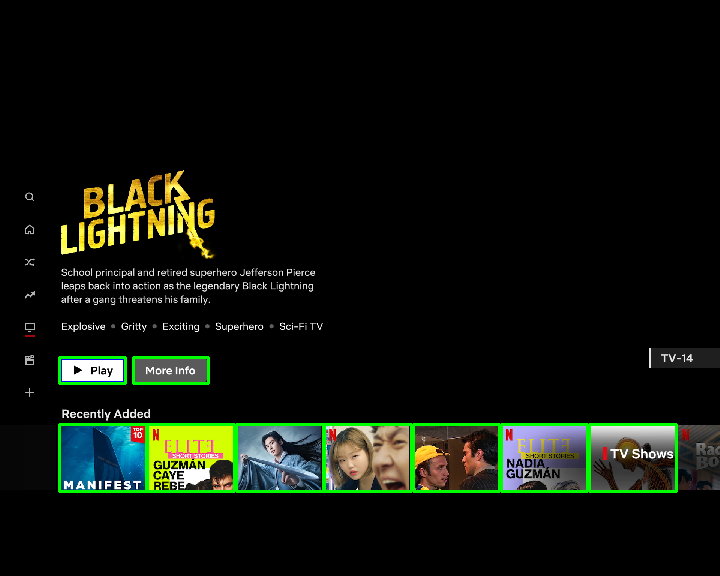 BLACK
LIGHTNING
School principal and retired superhero Jefferson Pierce
leaps back into action as the legendary Black Lightning
after a gang threatens his family.
Explosive • Gritty • Exciting • Superhero • Sci-Fi TV
Play
More Info
TV-14
Recently Added
TOP
10
MANIFEST
N
ELITE
SHORT STORIES
GUZMÁN
CAYE
REBE
N
N
ELITE
SHORT STORIES
NADIA
GUZMÁN
TV Shows
N